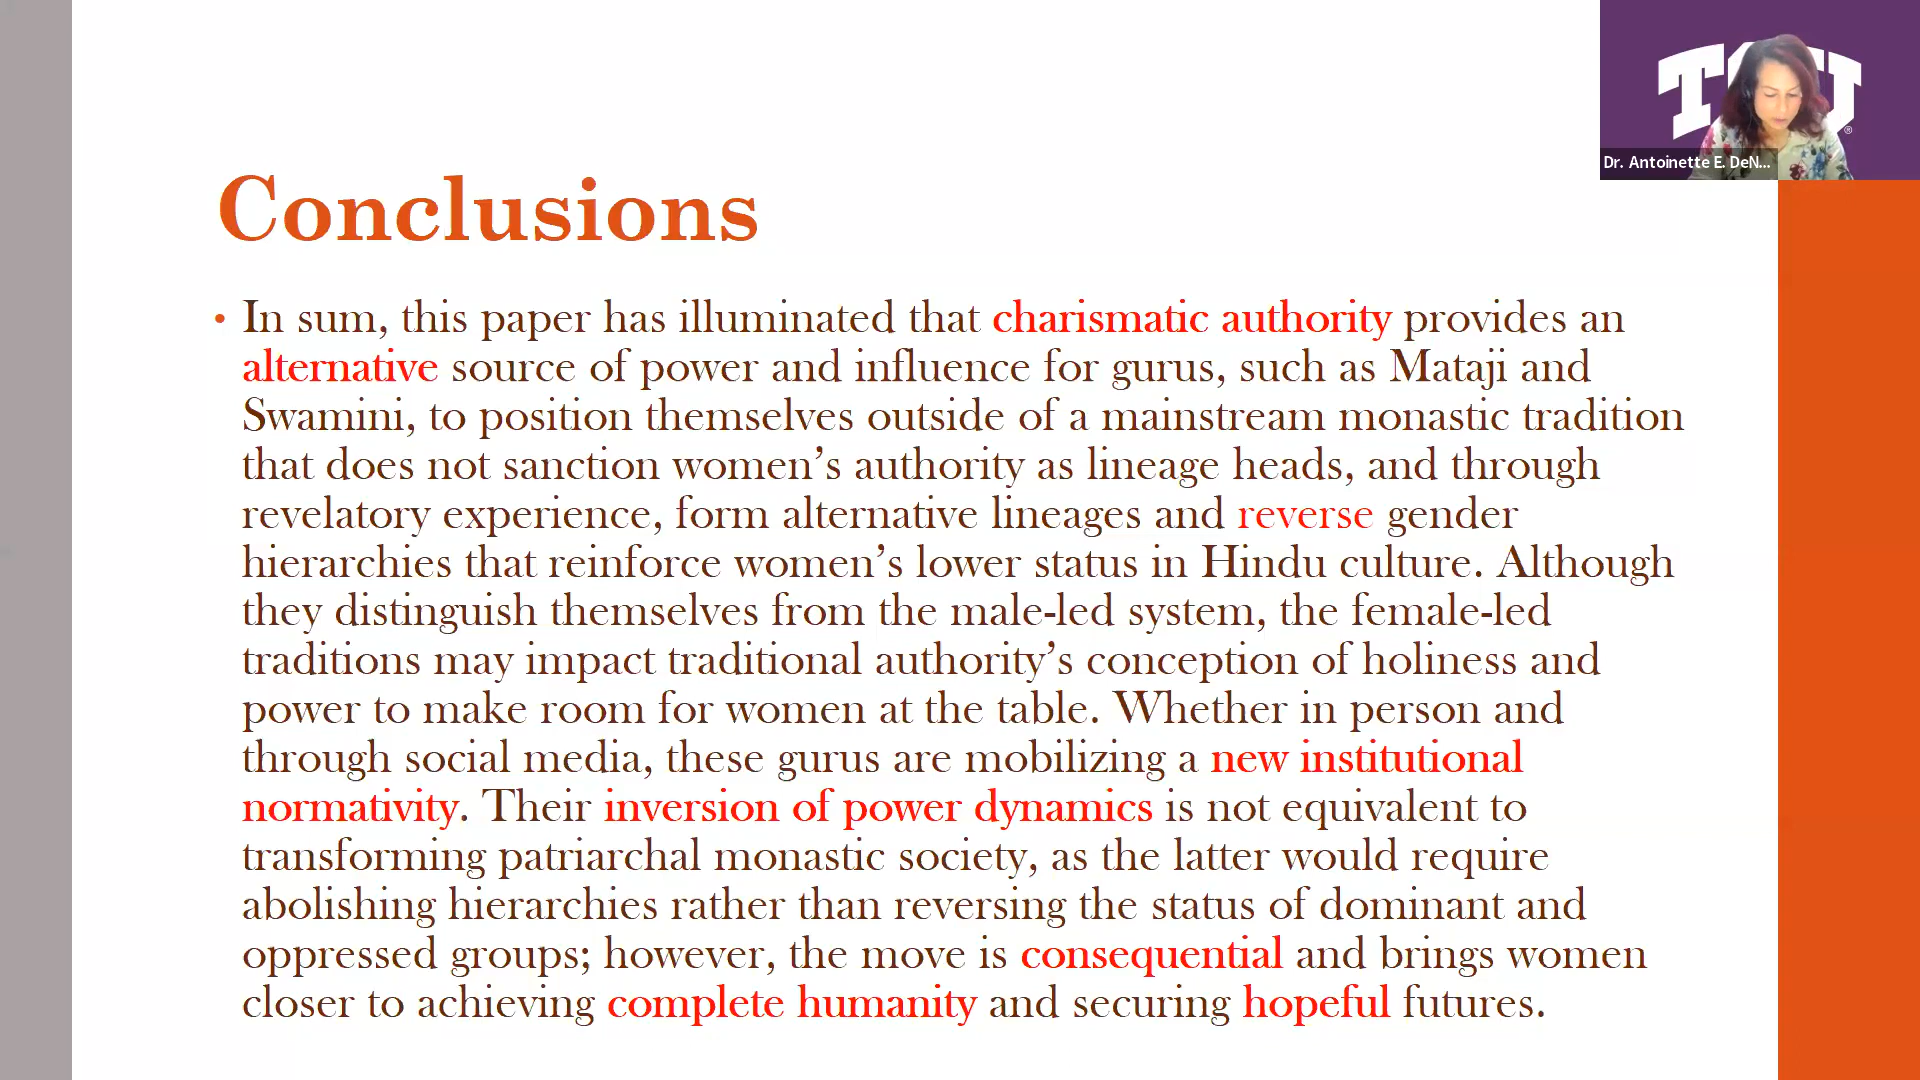 Dr. Antoinette E. DeN...
Conclusions
• In sum, this paper has illuminated that charismatic authority provides an
alternative source of power and influence for gurus, such as Mataji and
Swamini, to position themselves outside of a mainstream monastic tradition
that does not sanction women’s authority as lineage heads, and through
revelatory experience, form alternative lineages and reverse gender
hierarchies that reinforce women’s lower status in Hindu culture. Although
they distinguish themselves from the male-led system, the female-led
traditions may impact traditional authority’s conception of holiness and
power to make room for women at the table. Whether in person and
through social media, these gurus are mobilizing a new institutional
normativity. Their inversion of power dynamics is not equivalent to
transforming patriarchal monastic society, as the latter would require
abolishing hierarchies rather than reversing the status of dominant and
oppressed groups; however, the move is consequential and brings women
closer to achieving complete humanity and securing hopeful futures.